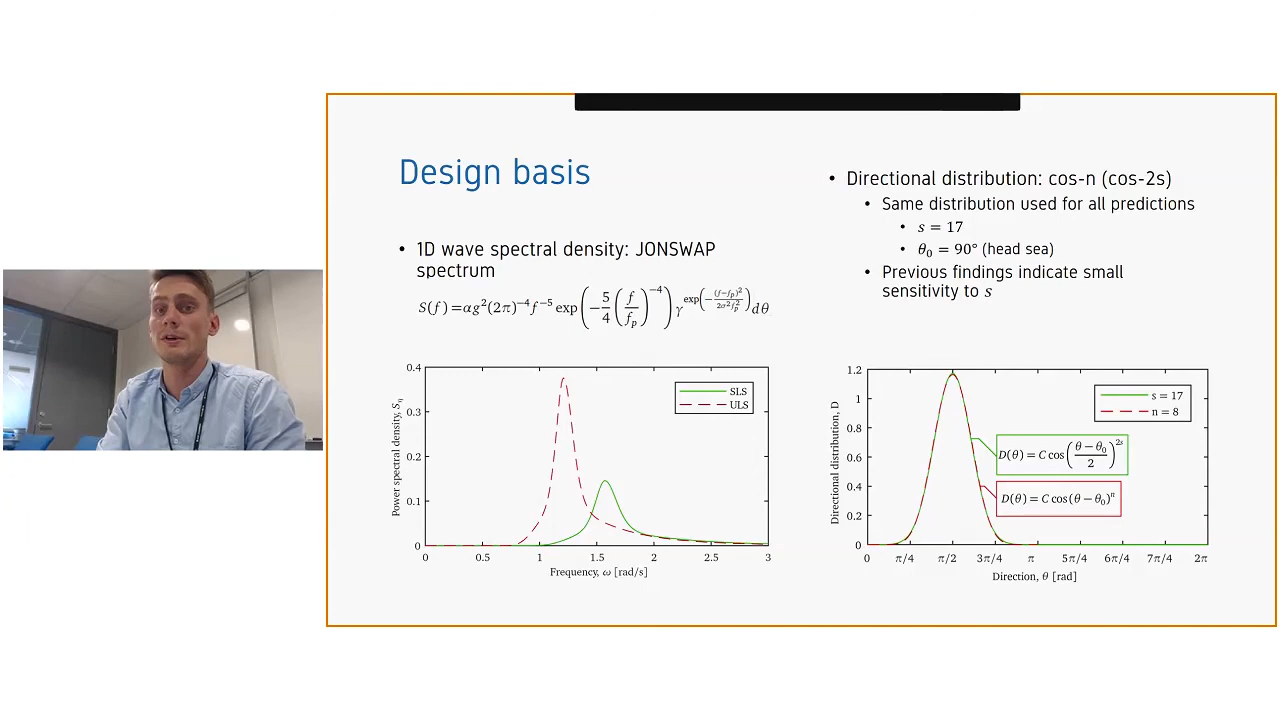 Design basis
• 1D wave spectral density: JONSWAP
spectrum
S(f)=αg²(2π)⁻⁴f⁻⁵exp(−5/4(f/fp)⁻⁴)γ^exp(−(f−fp)²/2σ²fp²)dθ
0.4
0.3
0.2
0.1
0
0
0.5
1
1.5
2
2.5
3
Power spectral density, Sη
Frequency, ω [rad/s]
SLS
ULS
• Directional distribution: cos-n (cos-2s)
• Same distribution used for all predictions
• s = 17
• θ₀ = 90° (head sea)
• Previous findings indicate small
sensitivity to s
1.2
1
0.8
0.6
0.4
0.2
0
0
π/4
π/2
3π/4
π
5π/4
6π/4
7π/4
2π
Directional distribution, D
Direction, θ [rad]
s = 17
n = 8
D(θ) = C cos((θ−θ₀)/2)^2s
D(θ) = C cos(θ − θ₀)ⁿ